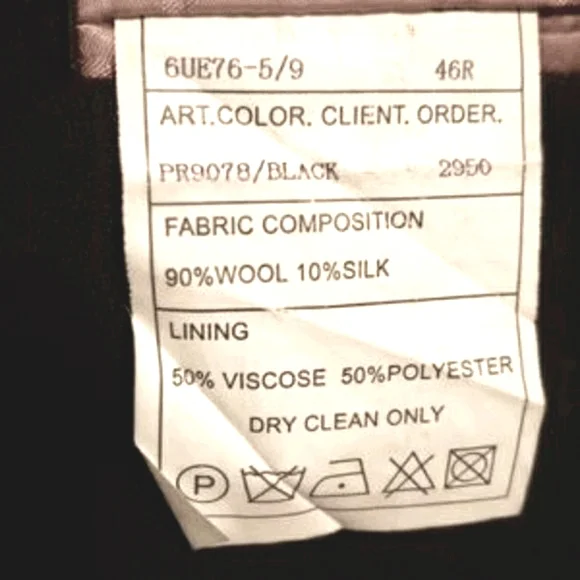 6UE76-5/9 46R
ART.COLOR. CLIENT. ORDER.
PR9078/BLACK 2950
FABRIC COMPOSITION
90%WOOL 10%SILK
LINING
50% VISCOSE 50%POLYESTER
DRY CLEAN ONLY
P